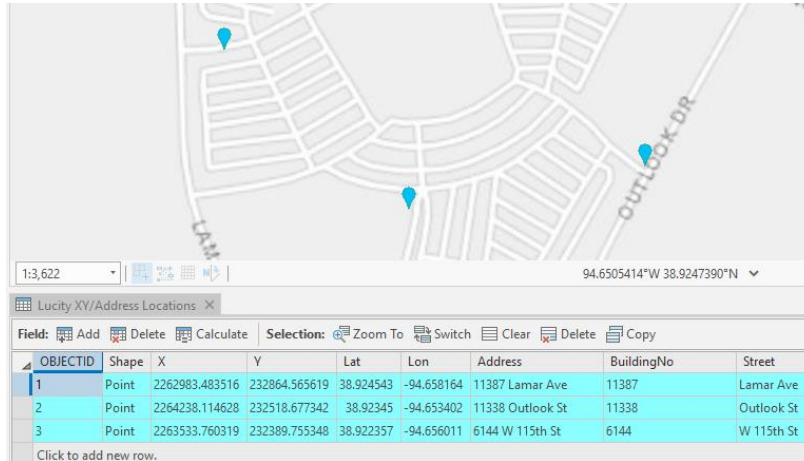 OUTLOOK DR
LAM
1:3,622
94.6505414°W 38.9247390°N
Lucity XY/Address Locations
Field: Add Delete Calculate Selection: Zoom To Switch Clear Delete Copy
OBJECTID Shape X Y Lat Lon Address BuildingNo Street
1 Point 2262983.483516 232864.565619 38.924543 -94.658164 11387 Lamar Ave 11387 Lamar Ave
2 Point 2264238.114628 232518.677342 38.92345 -94.653402 11338 Outlook St 11338 Outlook St
3 Point 2263533.760319 232389.755348 38.922357 -94.656011 6144 W 115th St 6144 W 115th St
Click to add new row.